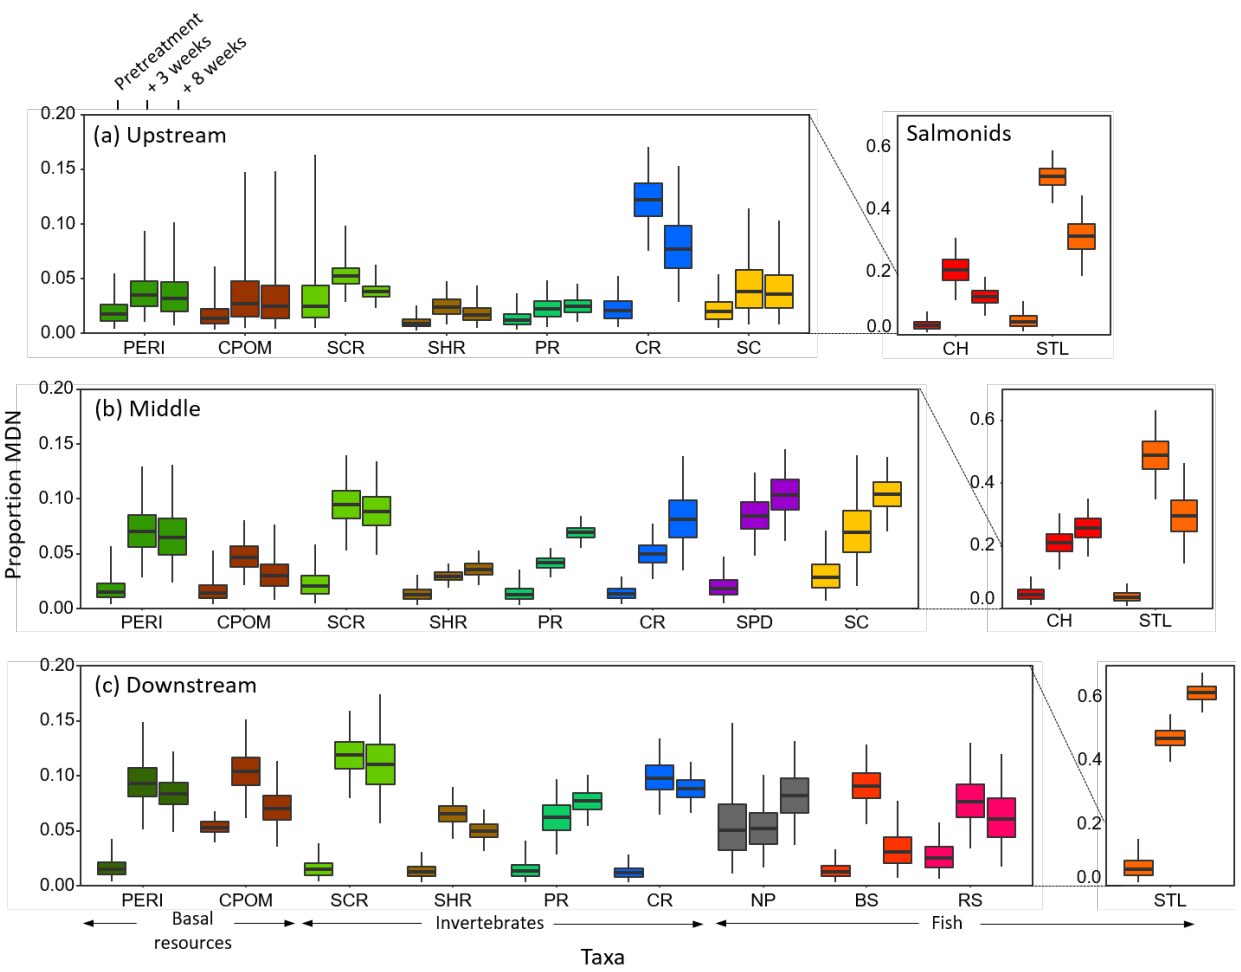 Pretreatment
+ 3 weeks
+ 8 weeks
(a) Upstream
0.20
0.15
0.10
0.05
0.00
PERI CPOM SCR SHR PR CR SC
Salmonids
0.6
0.4
0.2
0.0
CH STL
Proportion MDN
(b) Middle
0.20
0.15
0.10
0.05
0.00
PERI CPOM SCR SHR PR CR SPD SC
0.6
0.4
0.2
0.0
CH STL
(c) Downstream
0.20
0.15
0.10
0.05
0.00
PERI CPOM SCR SHR PR CR NP BS RS
0.6
0.4
0.2
0.0
STL
Basal
resources
Invertebrates
Fish
Taxa